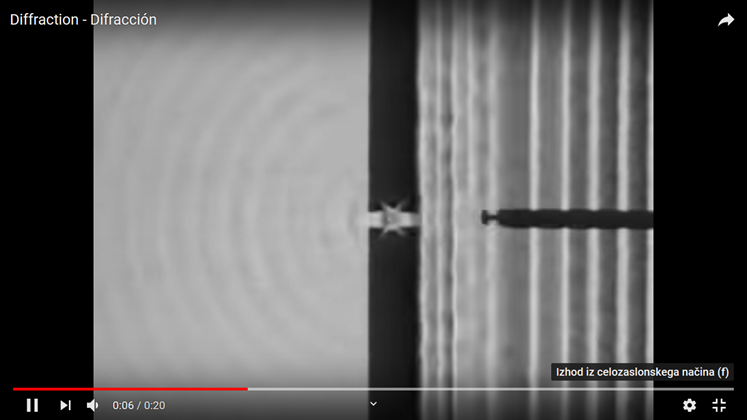 Diffraction - Difracción
Izhod iz celozaslonskega načina (f)
0:06 / 0:20